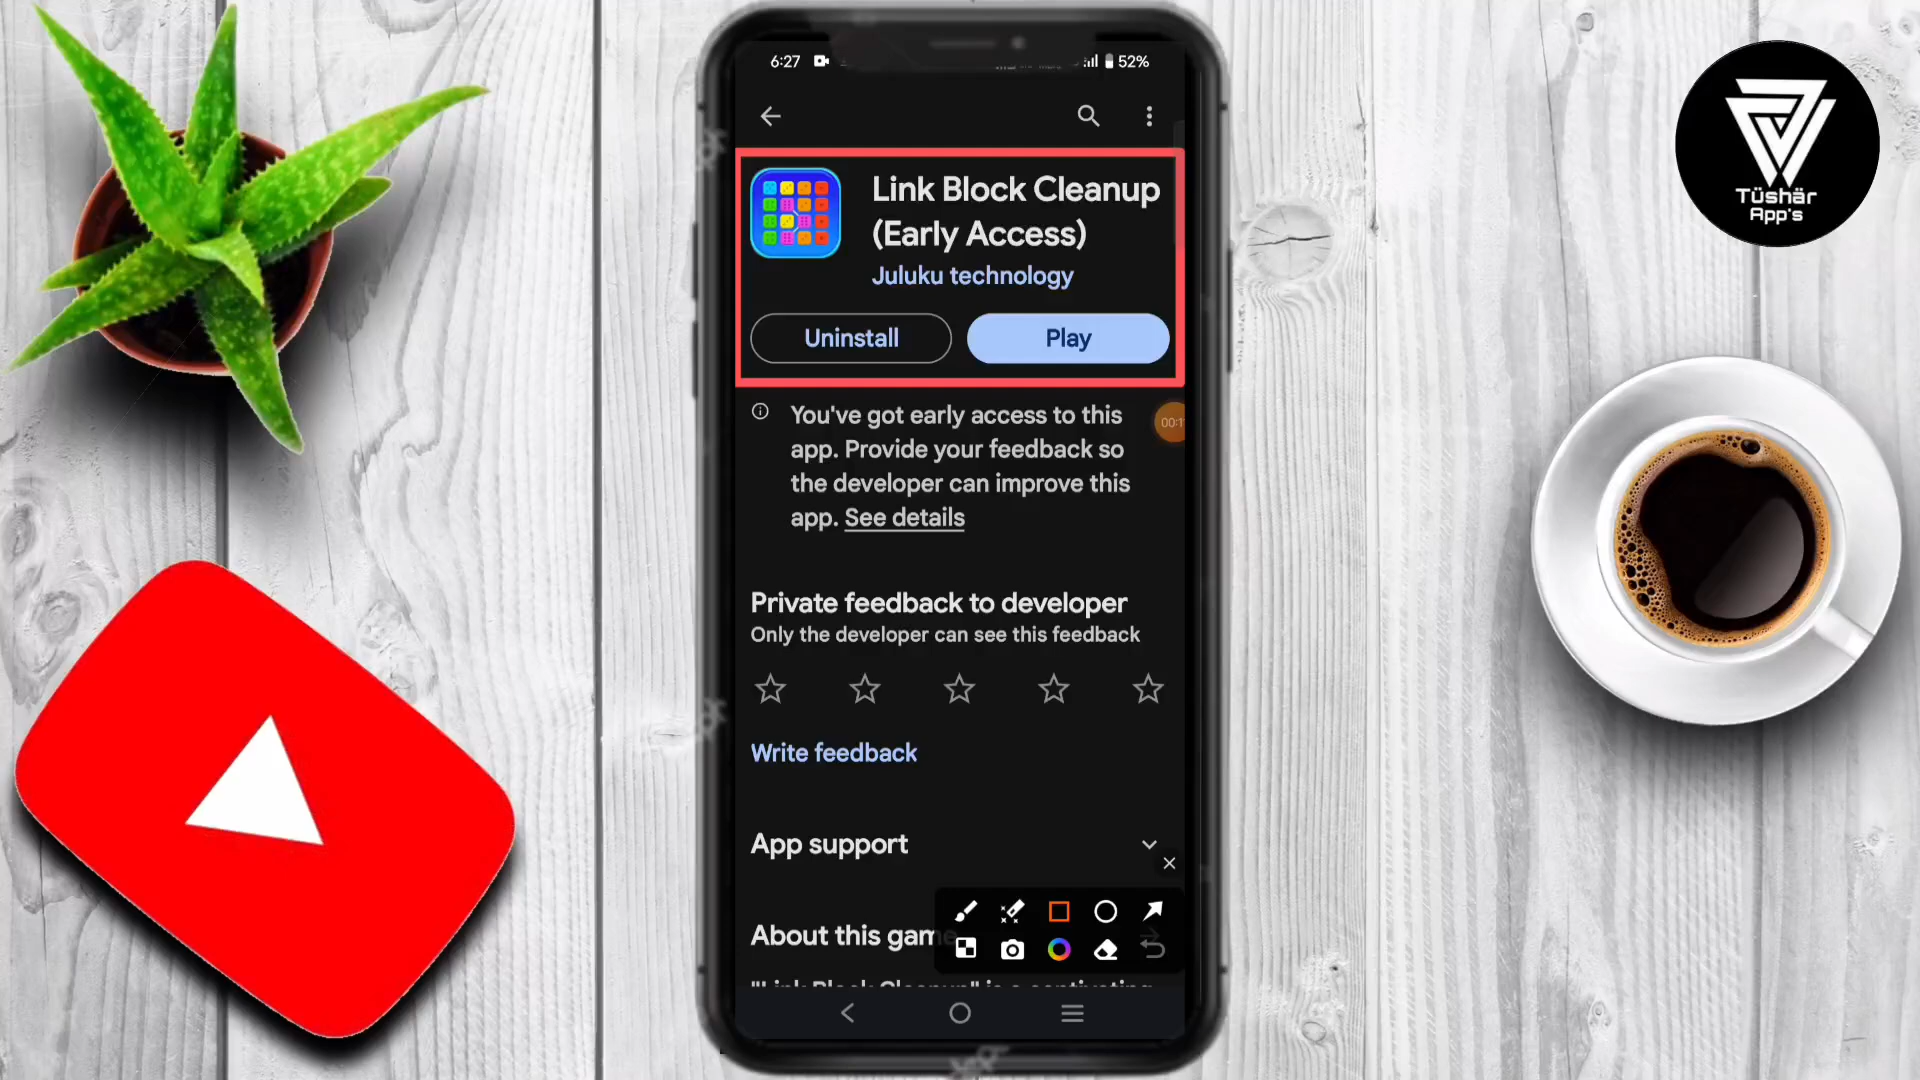 6:27
52%
Link Block Cleanup
(Early Access)
Juluku technology
Uninstall
Play
You've got early access to this
app. Provide your feedback so
the developer can improve this
app. See details
Private feedback to developer
Only the developer can see this feedback
Write feedback
App support
About this game
Tüshär
App's